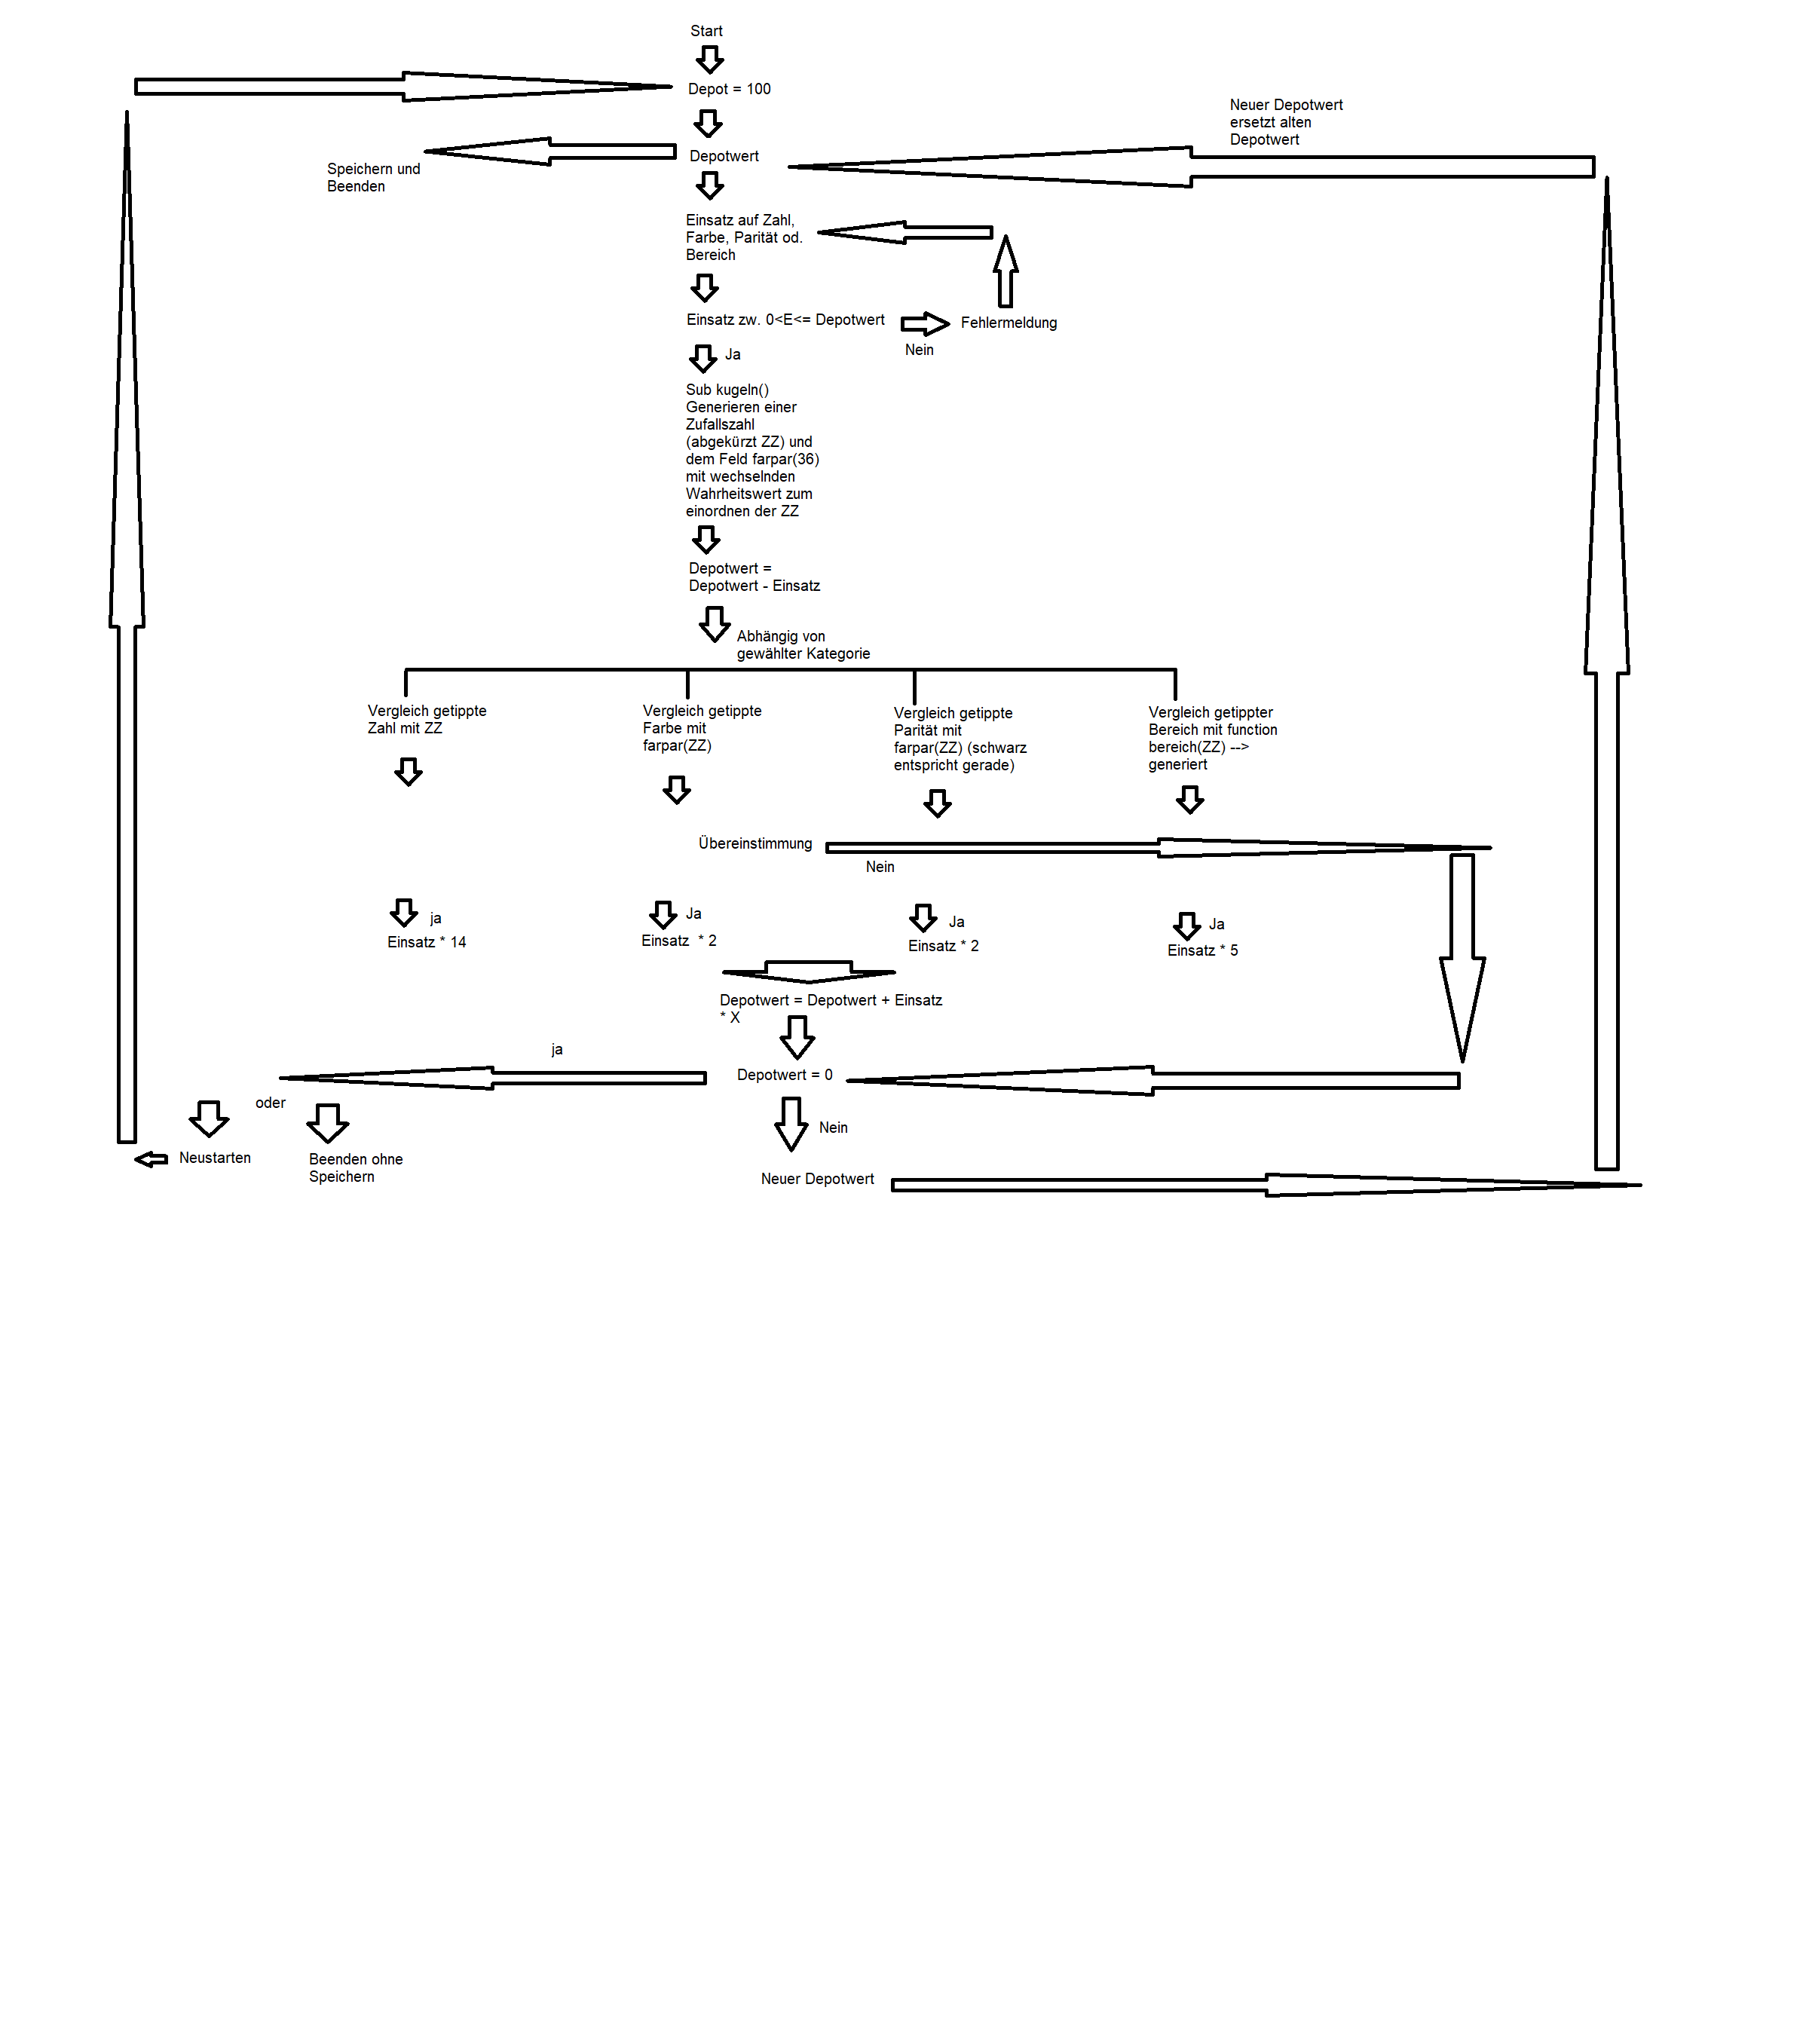 Start
Depot = 100
Neuer Depotwert
ersetzt alten
Depotwert
Depotwert
Speichern und
Beenden
Einsatz auf Zahl,
Farbe, Parität od.
Bereich
Einsatz zw. 0<E<= Depotwert
Fehlermeldung
Nein
Ja
Sub kugeln()
Generieren einer
Zufallszahl
(abgekürzt ZZ) und
dem Feld farpar(36)
mit wechselnden
Wahrheitswert zum
einordnen der ZZ
Depotwert =
Depotwert - Einsatz
Abhängig von
gewählter Kategorie
Vergleich getippte
Zahl mit ZZ
Vergleich getippte
Farbe mit
farpar(ZZ)
Vergleich getippte
Parität mit
farpar(ZZ) (schwarz
entspricht gerade)
Vergleich getippter
Bereich mit function
bereich(ZZ) -->
generiert
Übereinstimmung
Nein
ja
Einsatz * 14
Ja
Einsatz  * 2
Ja
Einsatz * 2
Ja
Einsatz * 5
Depotwert = Depotwert + Einsatz
* X
ja
Depotwert = 0
oder
Nein
Neustarten
Beenden ohne
Speichern
Neuer Depotwert